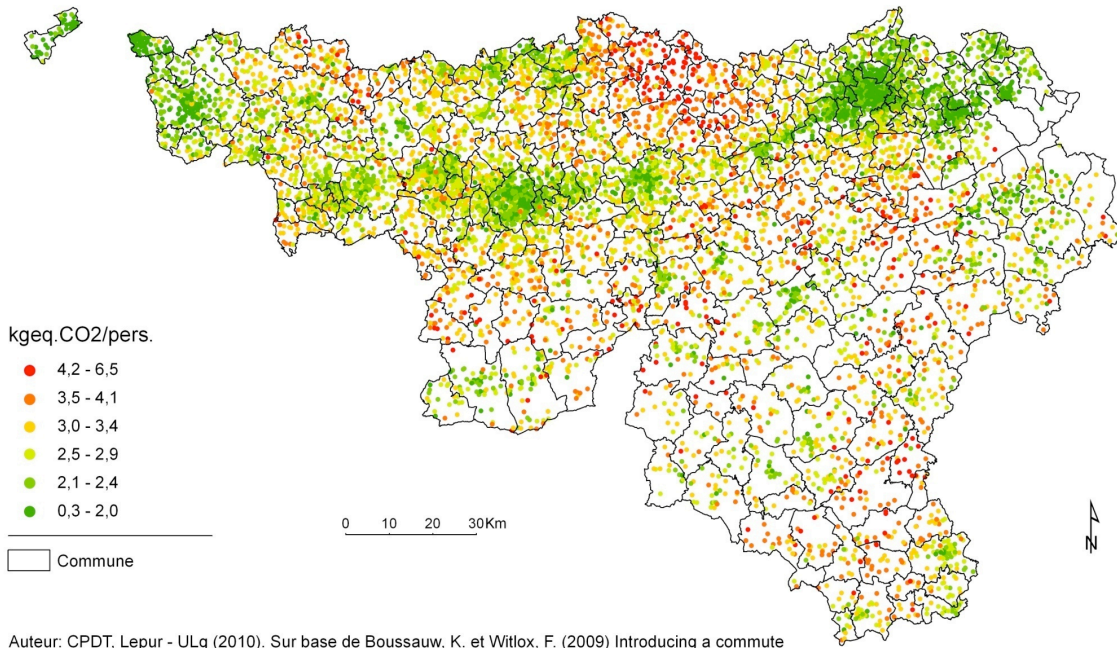 kgeq.CO2/pers.
4,2 - 6,5
3,5 - 4,1
3,0 - 3,4
2,5 - 2,9
2,1 - 2,4
0,3 - 2,0
Commune
0 10 20 30Km
N
Auteur: CPDT, Lepur - ULg (2010). Sur base de Boussauw, K. et Witlox, F. (2009) Introducing a commute